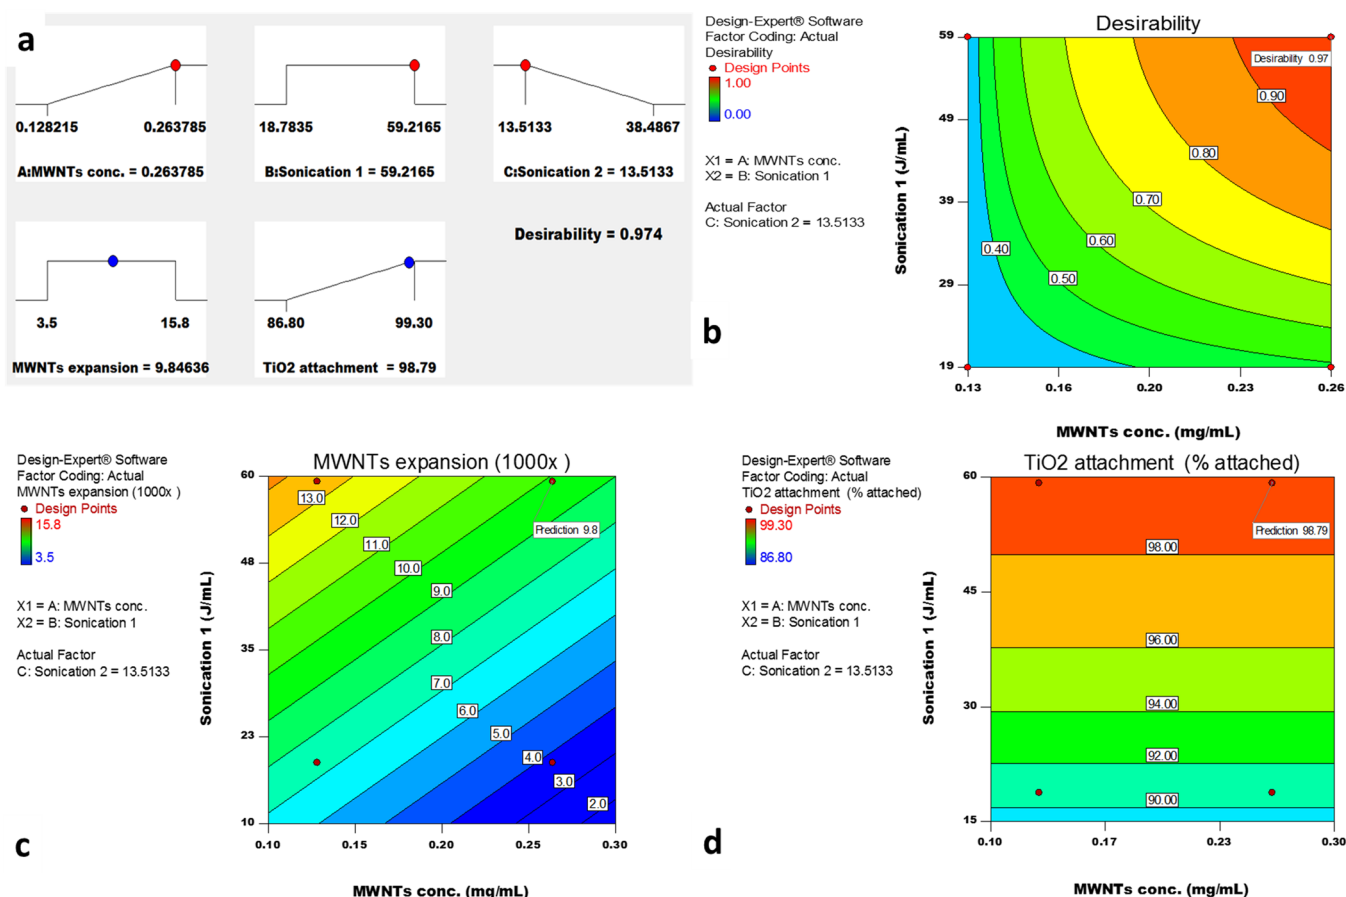 a
0.128215 0.263785
A:MWNTs conc. = 0.263785
18.7835 59.2165
B:Sonication 1 = 59.2165
13.5133 38.4867
C:Sonication 2 = 13.5133
3.5 15.8
MWNTs expansion = 9.84636
86.80 99.30
TiO2 attachment = 98.79
Desirability = 0.974
Design-Expert® Software
Factor Coding: Actual
Desirability
Design Points
1.00
0.00
X1 = A: MWNTs conc.
X2 = B: Sonication 1
Actual Factor
C: Sonication 2 = 13.5133
b
Desirability
Sonication 1 (J/mL)
59
49
39
29
19
Desirability 0.97
0.90
0.80
0.70
0.60
0.50
0.40
0.13 0.16 0.20 0.23 0.26
MWNTs conc. (mg/mL)
Design-Expert® Software
Factor Coding: Actual
MWNTs expansion (1000x )
Design Points
15.8
3.5
X1 = A: MWNTs conc.
X2 = B: Sonication 1
Actual Factor
C: Sonication 2 = 13.5133
c
MWNTs expansion (1000x )
Sonication 1 (J/mL)
60
48
35
23
10
13.0
12.0
11.0
10.0
9.0
8.0
7.0
6.0
5.0
4.0
3.0
2.0
Prediction 9.8
0.10 0.15 0.20 0.25 0.30
MWNTs conc. (mg/mL)
Design-Expert® Software
Factor Coding: Actual
TiO2 attachment (% attached)
Design Points
99.30
86.80
X1 = A: MWNTs conc.
X2 = B: Sonication 1
Actual Factor
C: Sonication 2 = 13.5133
d
TiO2 attachment (% attached)
Sonication 1 (J/mL)
60
45
30
15
Prediction 98.79
98.00
96.00
94.00
92.00
90.00
0.10 0.17 0.23 0.30
MWNTs conc. (mg/mL)